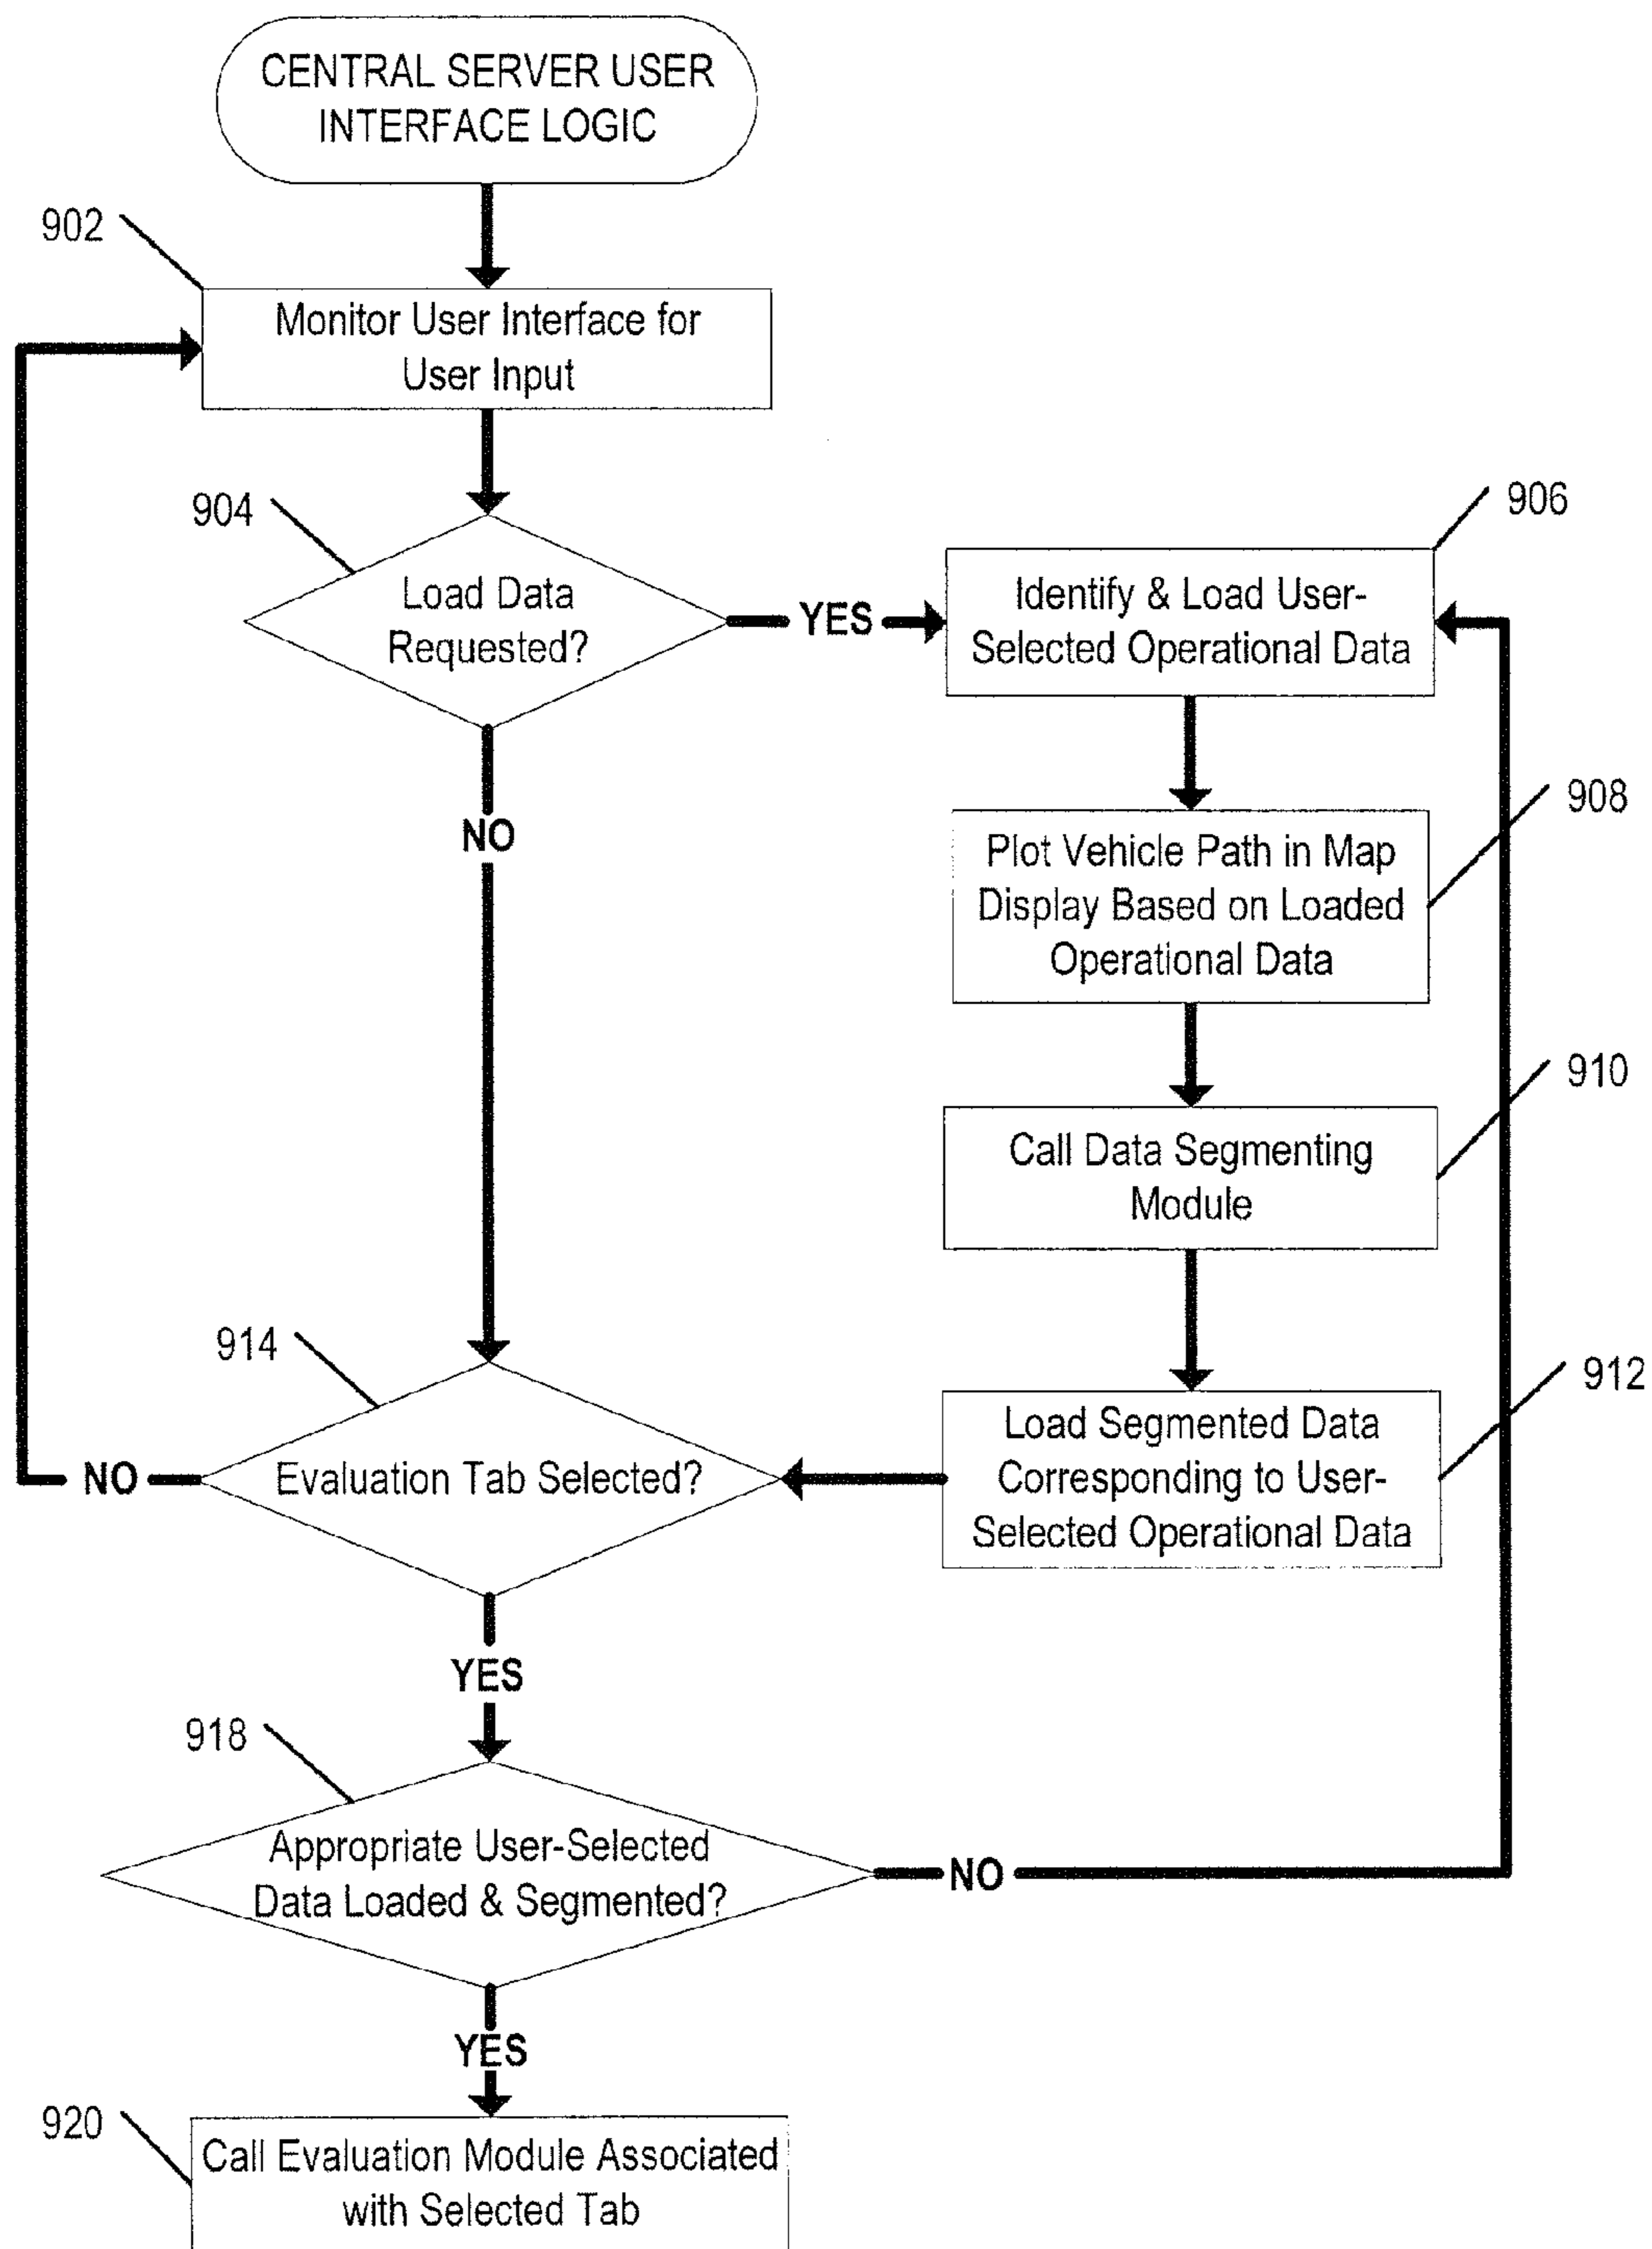 CENTRAL SERVER USER
INTERFACE LOGIC
902
Monitor User Interface for
User Input
904
Load Data
Requested?
YES
906
Identify & Load User-
Selected Operational Data
NO
908
Plot Vehicle Path in Map
Display Based on Loaded
Operational Data
910
Call Data Segmenting
Module
912
Load Segmented Data
Corresponding to User-
Selected Operational Data
914
Evaluation Tab Selected?
NO
YES
918
Appropriate User-Selected
Data Loaded & Segmented?
NO
YES
920
Call Evaluation Module Associated
with Selected Tab